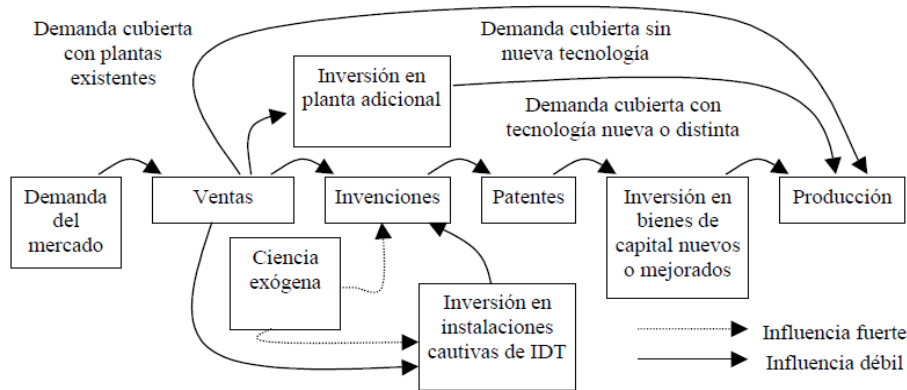 Demanda cubierta
con plantas
existentes
Demanda cubierta sin
nueva tecnología
Inversión en
planta adicional
Demanda cubierta con
tecnología nueva o distinta
Demanda
del
mercado
Ventas
Invenciones
Patentes
Inversión en
bienes de
capital nuevos
o mejorados
Producción
Ciencia
exógena
Inversión en
instalaciones
cautivas de IDT
Influencia fuerte
Influencia débil